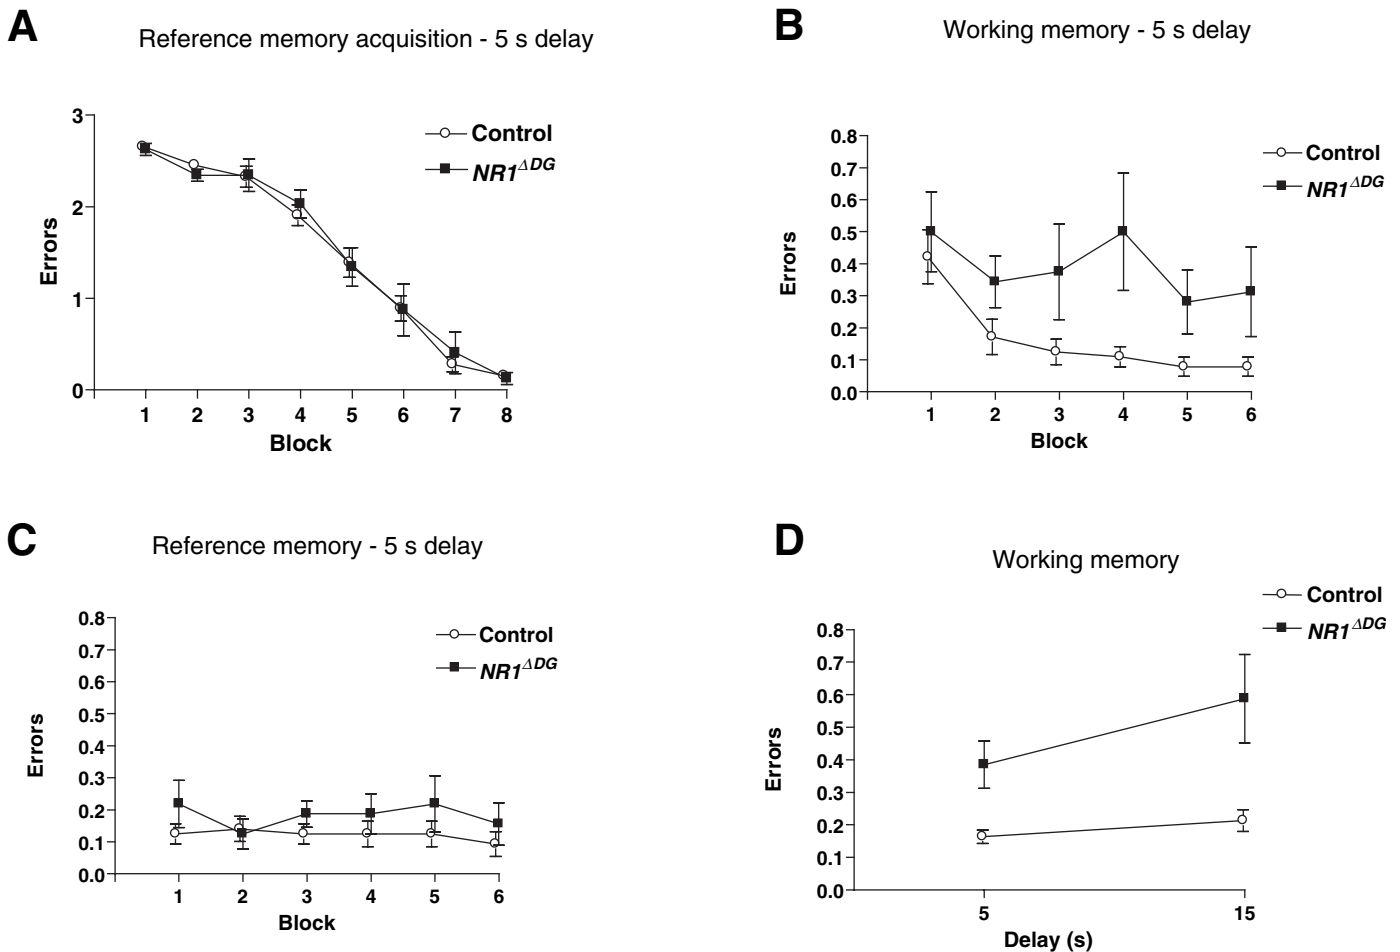 A
Reference memory acquisition - 5 s delay
3
2
1
0
Errors
Control
NR1ΔDG
1 2 3 4 5 6 7 8
Block
B
Working memory - 5 s delay
0.8
0.7
0.6
0.5
0.4
0.3
0.2
0.1
0.0
Errors
Control
NR1ΔDG
1 2 3 4 5 6
Block
C
Reference memory - 5 s delay
0.8
0.7
0.6
0.5
0.4
0.3
0.2
0.1
0.0
Errors
Control
NR1ΔDG
1 2 3 4 5 6
Block
D
Working memory
0.8
0.7
0.6
0.5
0.4
0.3
0.2
0.1
0.0
Errors
Control
NR1ΔDG
5 15
Delay (s)